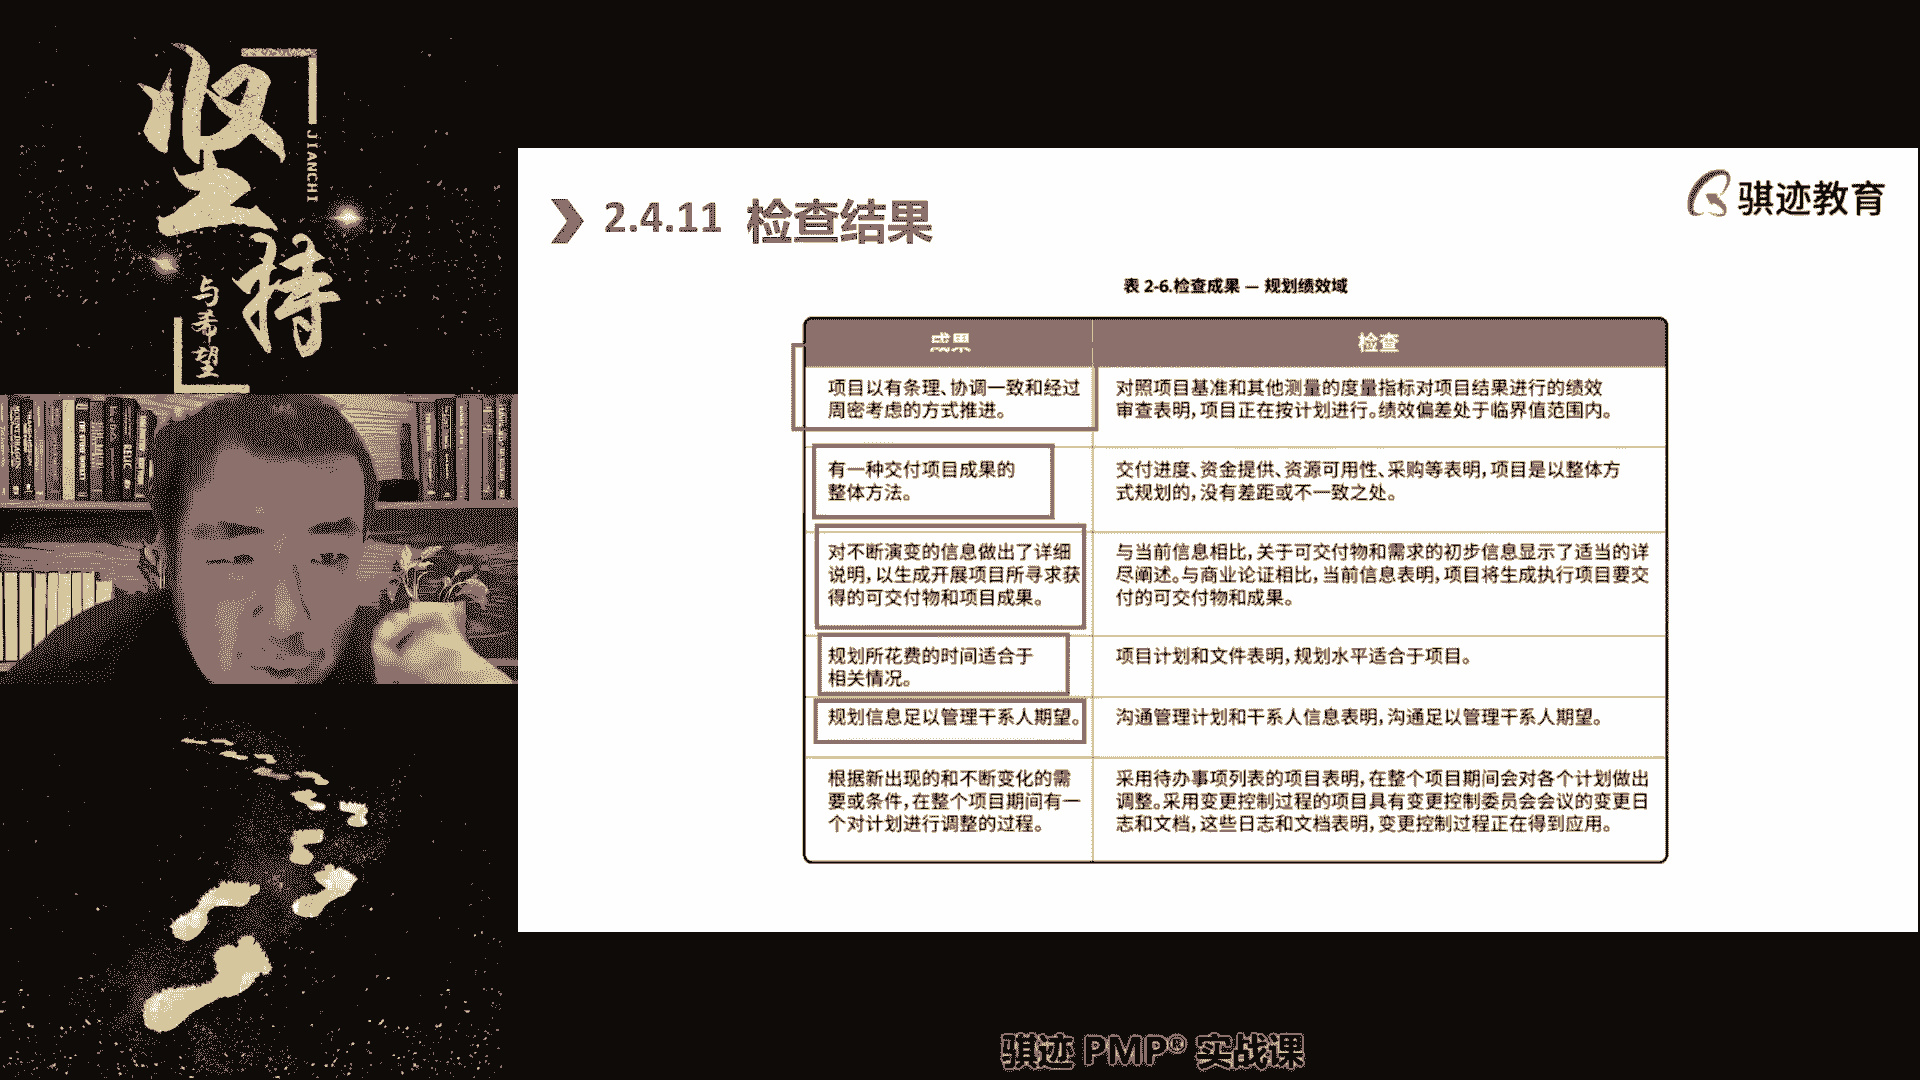 坚持
JIANCHI
与希望
骐迹教育
2.4.11 检查结果
表 2-6.检查成果 — 规划绩效域
成果
检查
项目以有条理、协调一致和经过
周密考虑的方式推进。
对照项目基准和其他测量的度量指标对项目结果进行的绩效
审查表明,项目正在按计划进行。绩效偏差处于临界值范围内。
有一种交付项目成果的
整体方法。
交付进度、资金提供、资源可用性、采购等表明,项目是以整体方
式规划的,没有差距或不一致之处。
对不断演变的信息做出了详细
说明,以生成开展项目所寻求获
得的可交付物和项目成果。
与当前信息相比,关于可交付物和需求的初步信息显示了适当的详
尽阐述。与商业论证相比,当前信息表明,项目将生成执行项目要交
付的可交付物和成果。
规划所花费的时间适合于
相关情况。
项目计划和文件表明,规划水平适合于项目。
规划信息足以管理干系人期望。
沟通管理计划和干系人信息表明,沟通足以管理干系人期望。
根据新出现的和不断变化的需
要或条件,在整个项目期间有一
个对计划进行调整的过程。
采用待办事项列表的项目表明,在整个项目期间会对各个计划做出
调整。采用变更控制过程的项目具有变更控制委员会会议的变更日
志和文档,这些日志和文档表明,变更控制过程正在得到应用。
骐迹 PMP® 实战课